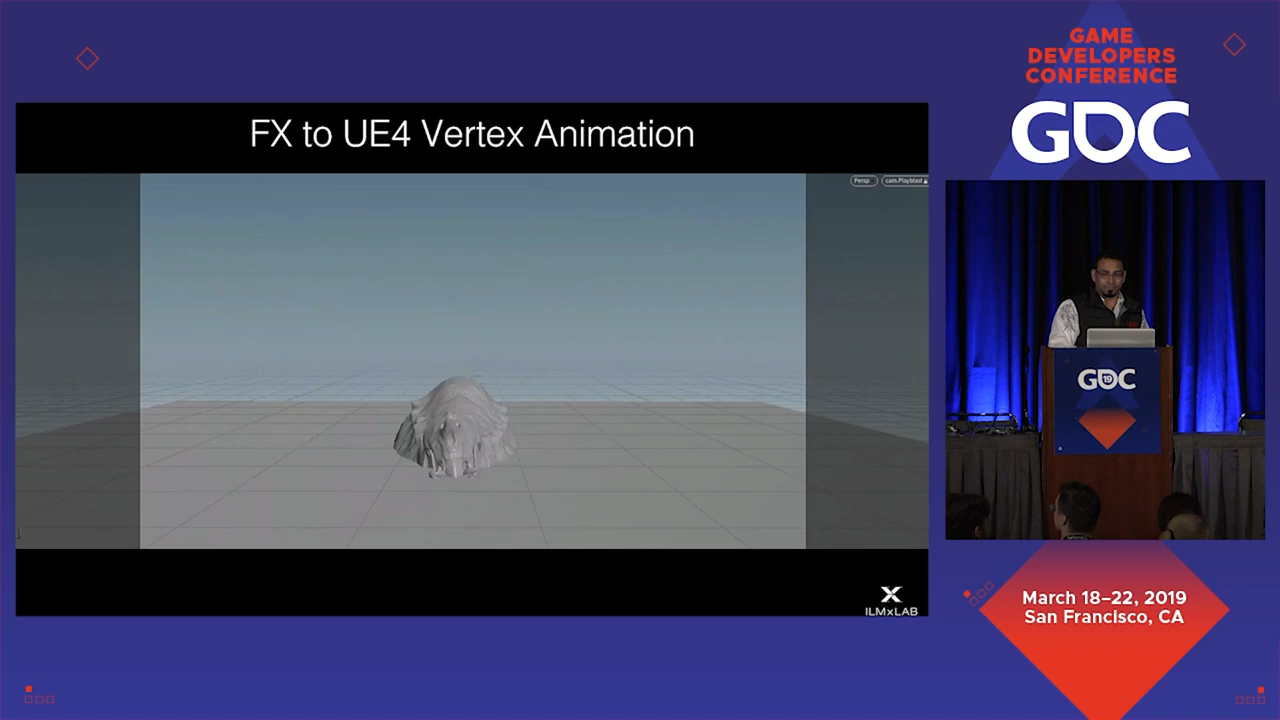 FX to UE4 Vertex Animation
Persp
cam.Playblast
X
ILMxLAB
GAME
DEVELOPERS
CONFERENCE
GDC
GDC
19
March 18–22, 2019
San Francisco, CA